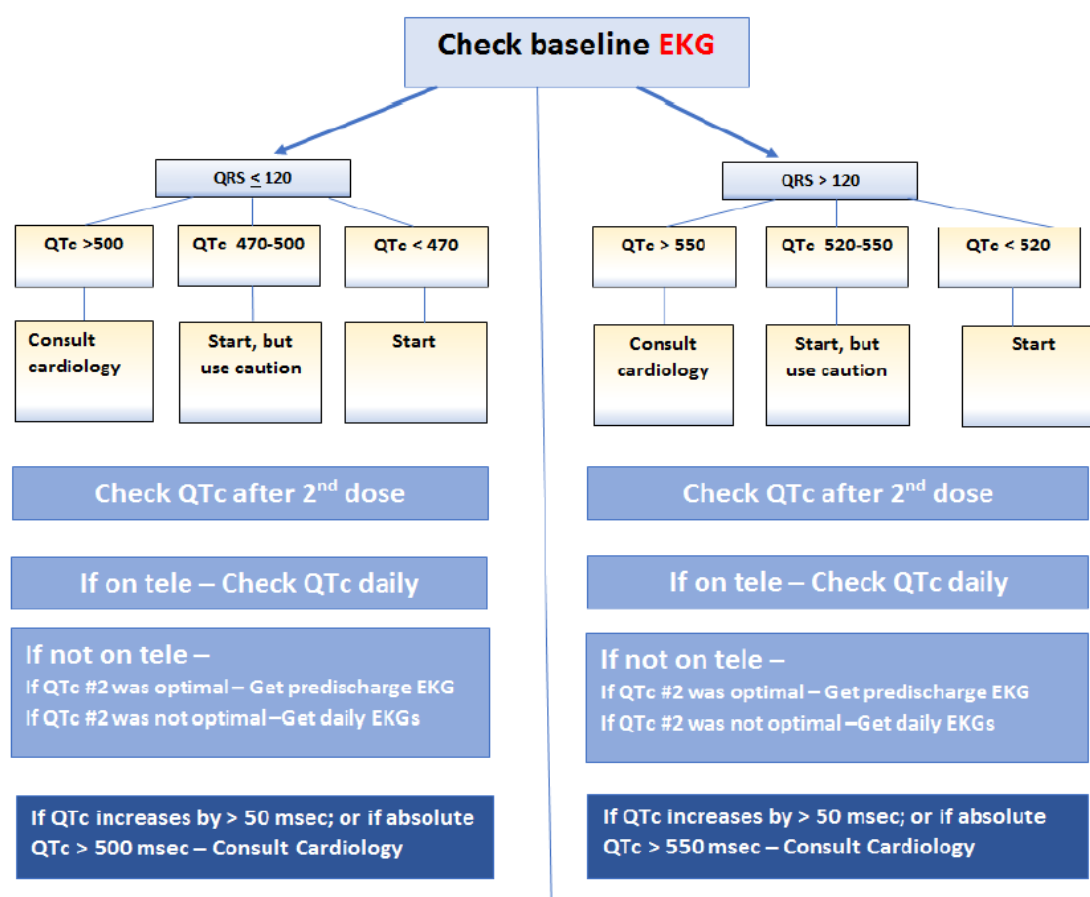 Check baseline EKG
QRS ≤ 120
QTc >500
QTc 470-500
QTc < 470
Consult
cardiology
Start, but
use caution
Start
Check QTc after 2nd dose
If on tele – Check QTc daily
If not on tele –
If QTc #2 was optimal – Get predischarge EKG
If QTc #2 was not optimal –Get daily EKGs
If QTc increases by > 50 msec; or if absolute
QTc > 500 msec – Consult Cardiology
QRS > 120
QTc > 550
QTc 520-550
QTc < 520
Consult
cardiology
Start, but
use caution
Start
Check QTc after 2nd dose
If on tele – Check QTc daily
If not on tele –
If QTc #2 was optimal – Get predischarge EKG
If QTc #2 was not optimal –Get daily EKGs
If QTc increases by > 50 msec; or if absolute
QTc > 550 msec – Consult Cardiology